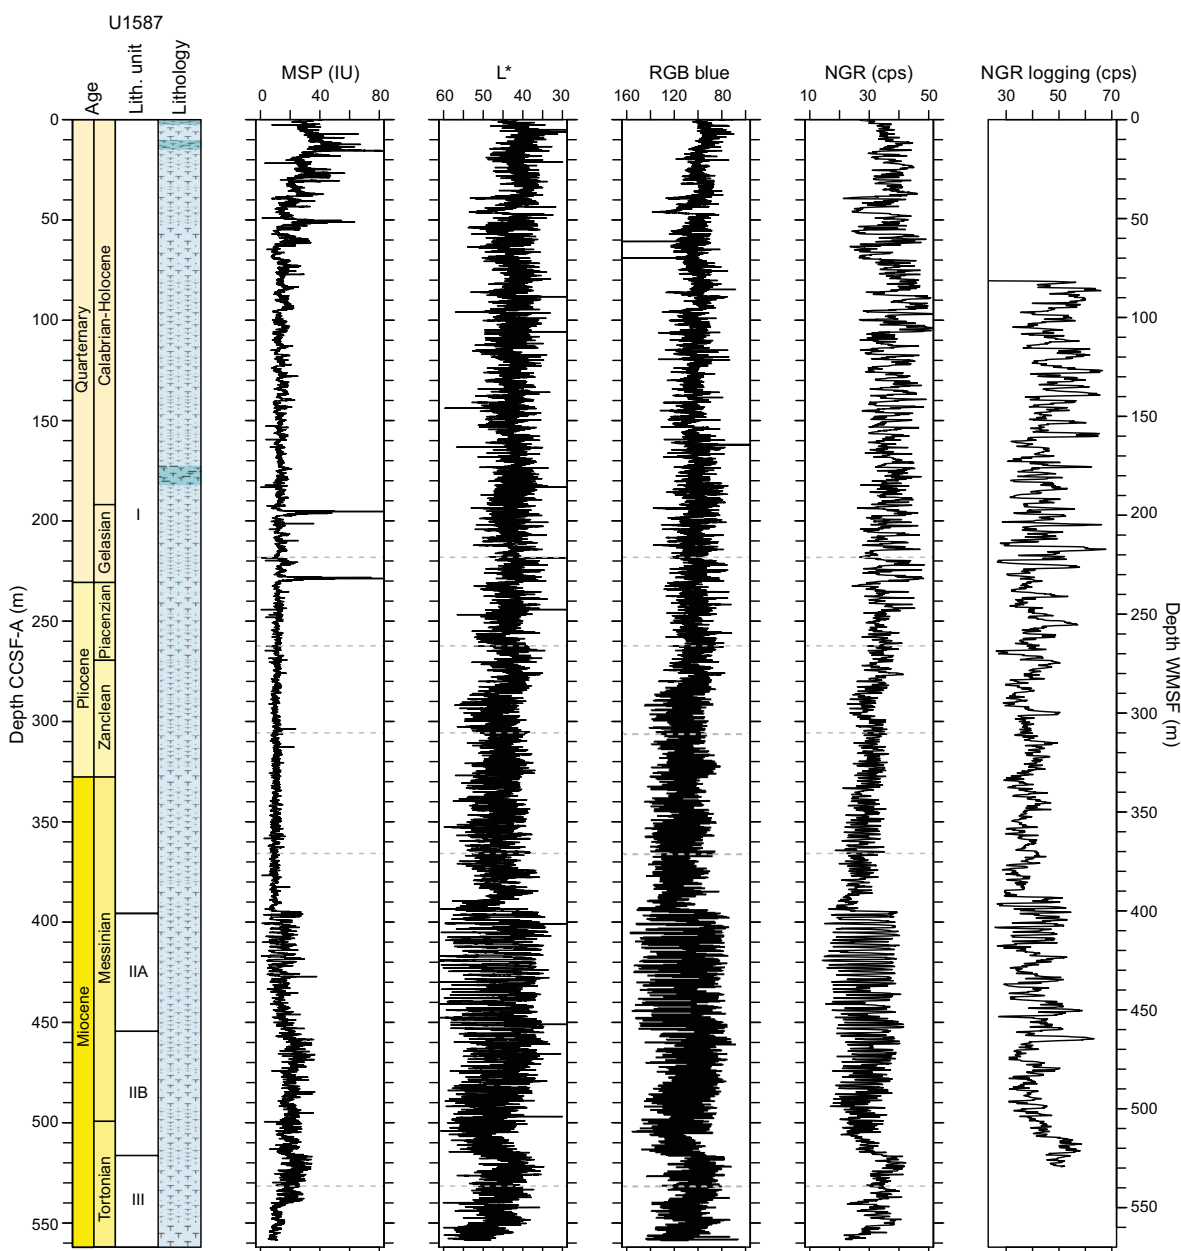 U1587
Age
Lith. unit
Lithology
MSP (IU)
L*
RGB blue
NGR (cps)
NGR logging (cps)
0 40 80
60 50 40 30
160 120 80
10 30 50
30 50 70
Depth CCSF-A (m)
0
50
100
150
200
250
300
350
400
450
500
550
Quarternary
Pliocene
Miocene
Calabrian-Holocene
Gelasian
Piacenzian
Zanclean
Messinian
Tortonian
I
IIA
IIB
III
0
50
100
150
200
250
300
350
400
450
500
550
Depth WMSF (m)